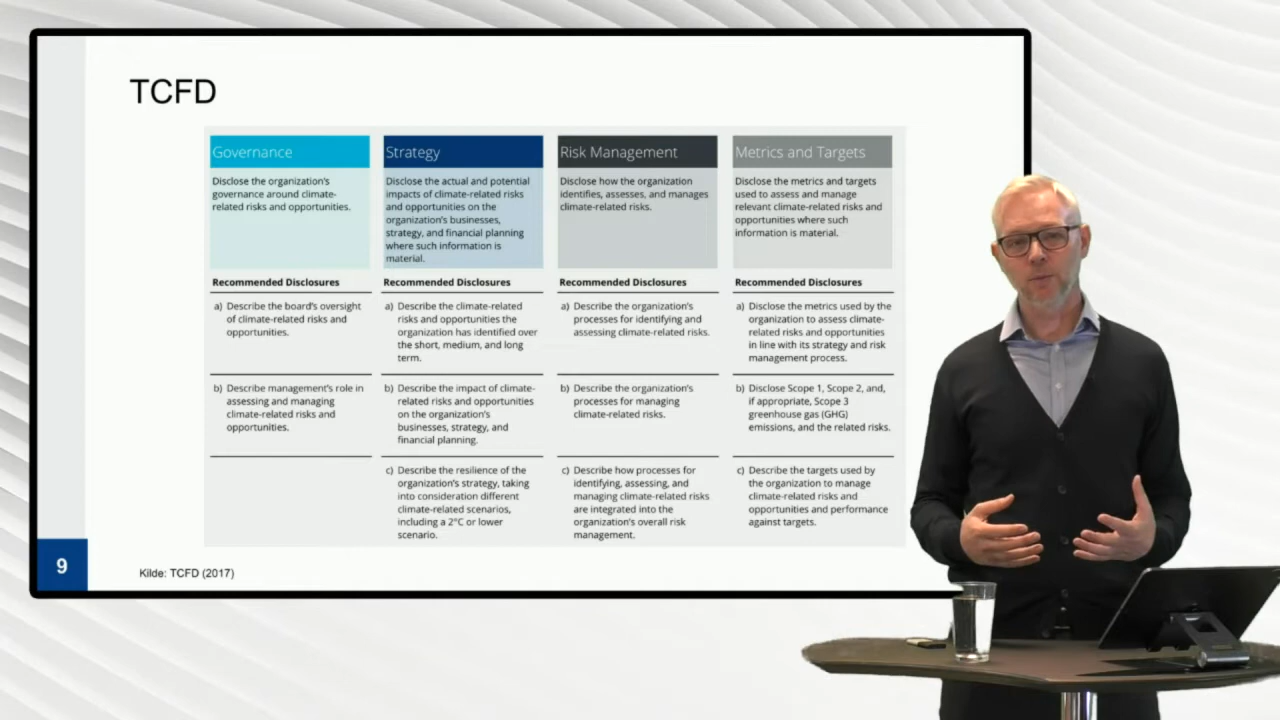 TCFD
Governance
Disclose the organization's
governance around climate-
related risks and opportunities.
Recommended Disclosures
a) Describe the board's oversight
of climate-related risks and
opportunities.
b) Describe management's role in
assessing and managing
climate-related risks and
opportunities.
Strategy
Disclose the actual and potential
impacts of climate-related risks
and opportunities on the
organization's businesses,
strategy, and financial planning
where such information is
material.
Recommended Disclosures
a) Describe the climate-related
risks and opportunities the
organization has identified over
the short, medium, and long
term.
b) Describe the impact of climate-
related risks and opportunities
on the organization's
businesses, strategy, and
financial planning.
c) Describe the resilience of the
organization's strategy, taking
into consideration different
climate-related scenarios,
including a 2°C or lower
scenario.
Risk Management
Disclose how the organization
identifies, assesses, and manages
climate-related risks.
Recommended Disclosures
a) Describe the organization's
processes for identifying and
assessing climate-related risks.
b) Describe the organization's
processes for managing
climate-related risks.
c) Describe how processes for
identifying, assessing, and
managing climate-related risks
are integrated into the
organization's overall risk
management.
Metrics and Targets
Disclose the metrics and targets
used to assess and manage
relevant climate-related risks and
opportunities where such
information is material.
Recommended Disclosures
a) Disclose the metrics used by the
organization to assess climate-
related risks and opportunities
in line with its strategy and risk
management process.
b) Disclose Scope 1, Scope 2, and,
if appropriate, Scope 3
greenhouse gas (GHG)
emissions, and the related risks.
c) Describe the targets used by
the organization to manage
climate-related risks and
opportunities and performance
against targets.
9
Kilde: TCFD (2017)